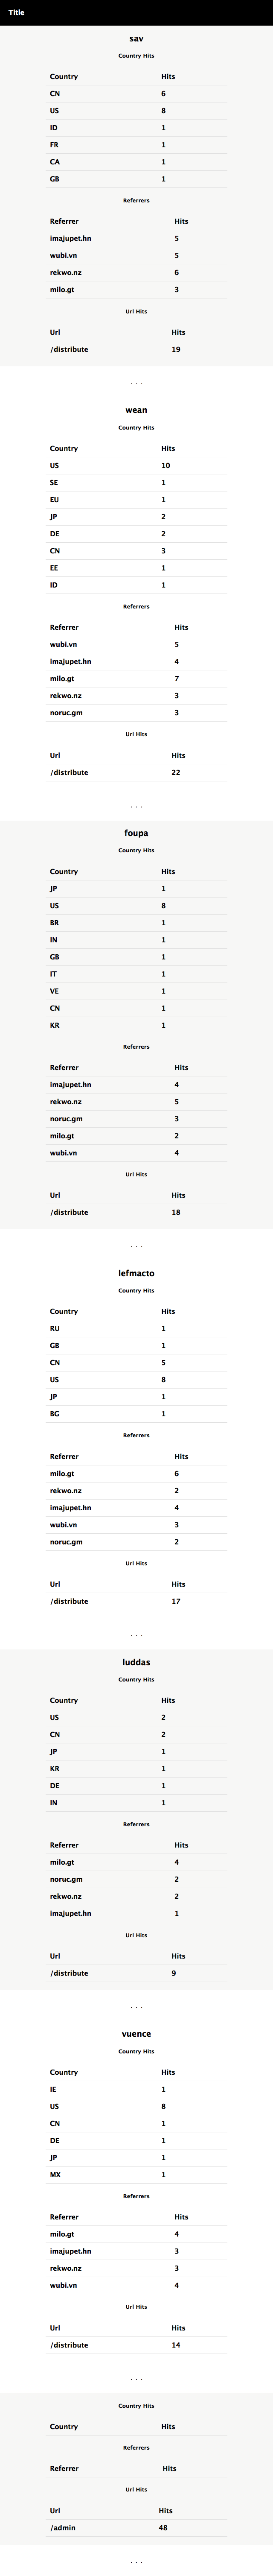 Title
sav
Country Hits
Country Hits
CN 6
US 8
ID 1
FR 1
CA 1
GB 1
Referrers
Referrer Hits
imajupet.hn 5
wubi.vn 5
rekwo.nz 6
milo.gt 3
Url Hits
Url Hits
/distribute 19
. . .
wean
Country Hits
Country Hits
US 10
SE 1
EU 1
JP 2
DE 2
CN 3
EE 1
ID 1
Referrers
Referrer Hits
wubi.vn 5
imajupet.hn 4
milo.gt 7
rekwo.nz 3
noruc.gm 3
Url Hits
Url Hits
/distribute 22
. . .
foupa
Country Hits
Country Hits
JP 1
US 8
BR 1
IN 1
GB 1
IT 1
VE 1
CN 1
KR 1
Referrers
Referrer Hits
imajupet.hn 4
rekwo.nz 5
noruc.gm 3
milo.gt 2
wubi.vn 4
Url Hits
Url Hits
/distribute 18
. . .
lefmacto
Country Hits
Country Hits
RU 1
GB 1
CN 5
US 8
JP 1
BG 1
Referrers
Referrer Hits
milo.gt 6
rekwo.nz 2
imajupet.hn 4
wubi.vn 3
noruc.gm 2
Url Hits
Url Hits
/distribute 17
. . .
luddas
Country Hits
Country Hits
US 2
CN 2
JP 1
KR 1
DE 1
IN 1
Referrers
Referrer Hits
milo.gt 4
noruc.gm 2
rekwo.nz 2
imajupet.hn 1
Url Hits
Url Hits
/distribute 9
. . .
vuence
Country Hits
Country Hits
IE 1
US 8
CN 1
DE 1
JP 1
MX 1
Referrers
Referrer Hits
milo.gt 4
imajupet.hn 3
rekwo.nz 3
wubi.vn 4
Url Hits
Url Hits
/distribute 14
. . .
Country Hits
Country Hits
Referrers
Referrer Hits
Url Hits
Url Hits
/admin 48
. . .